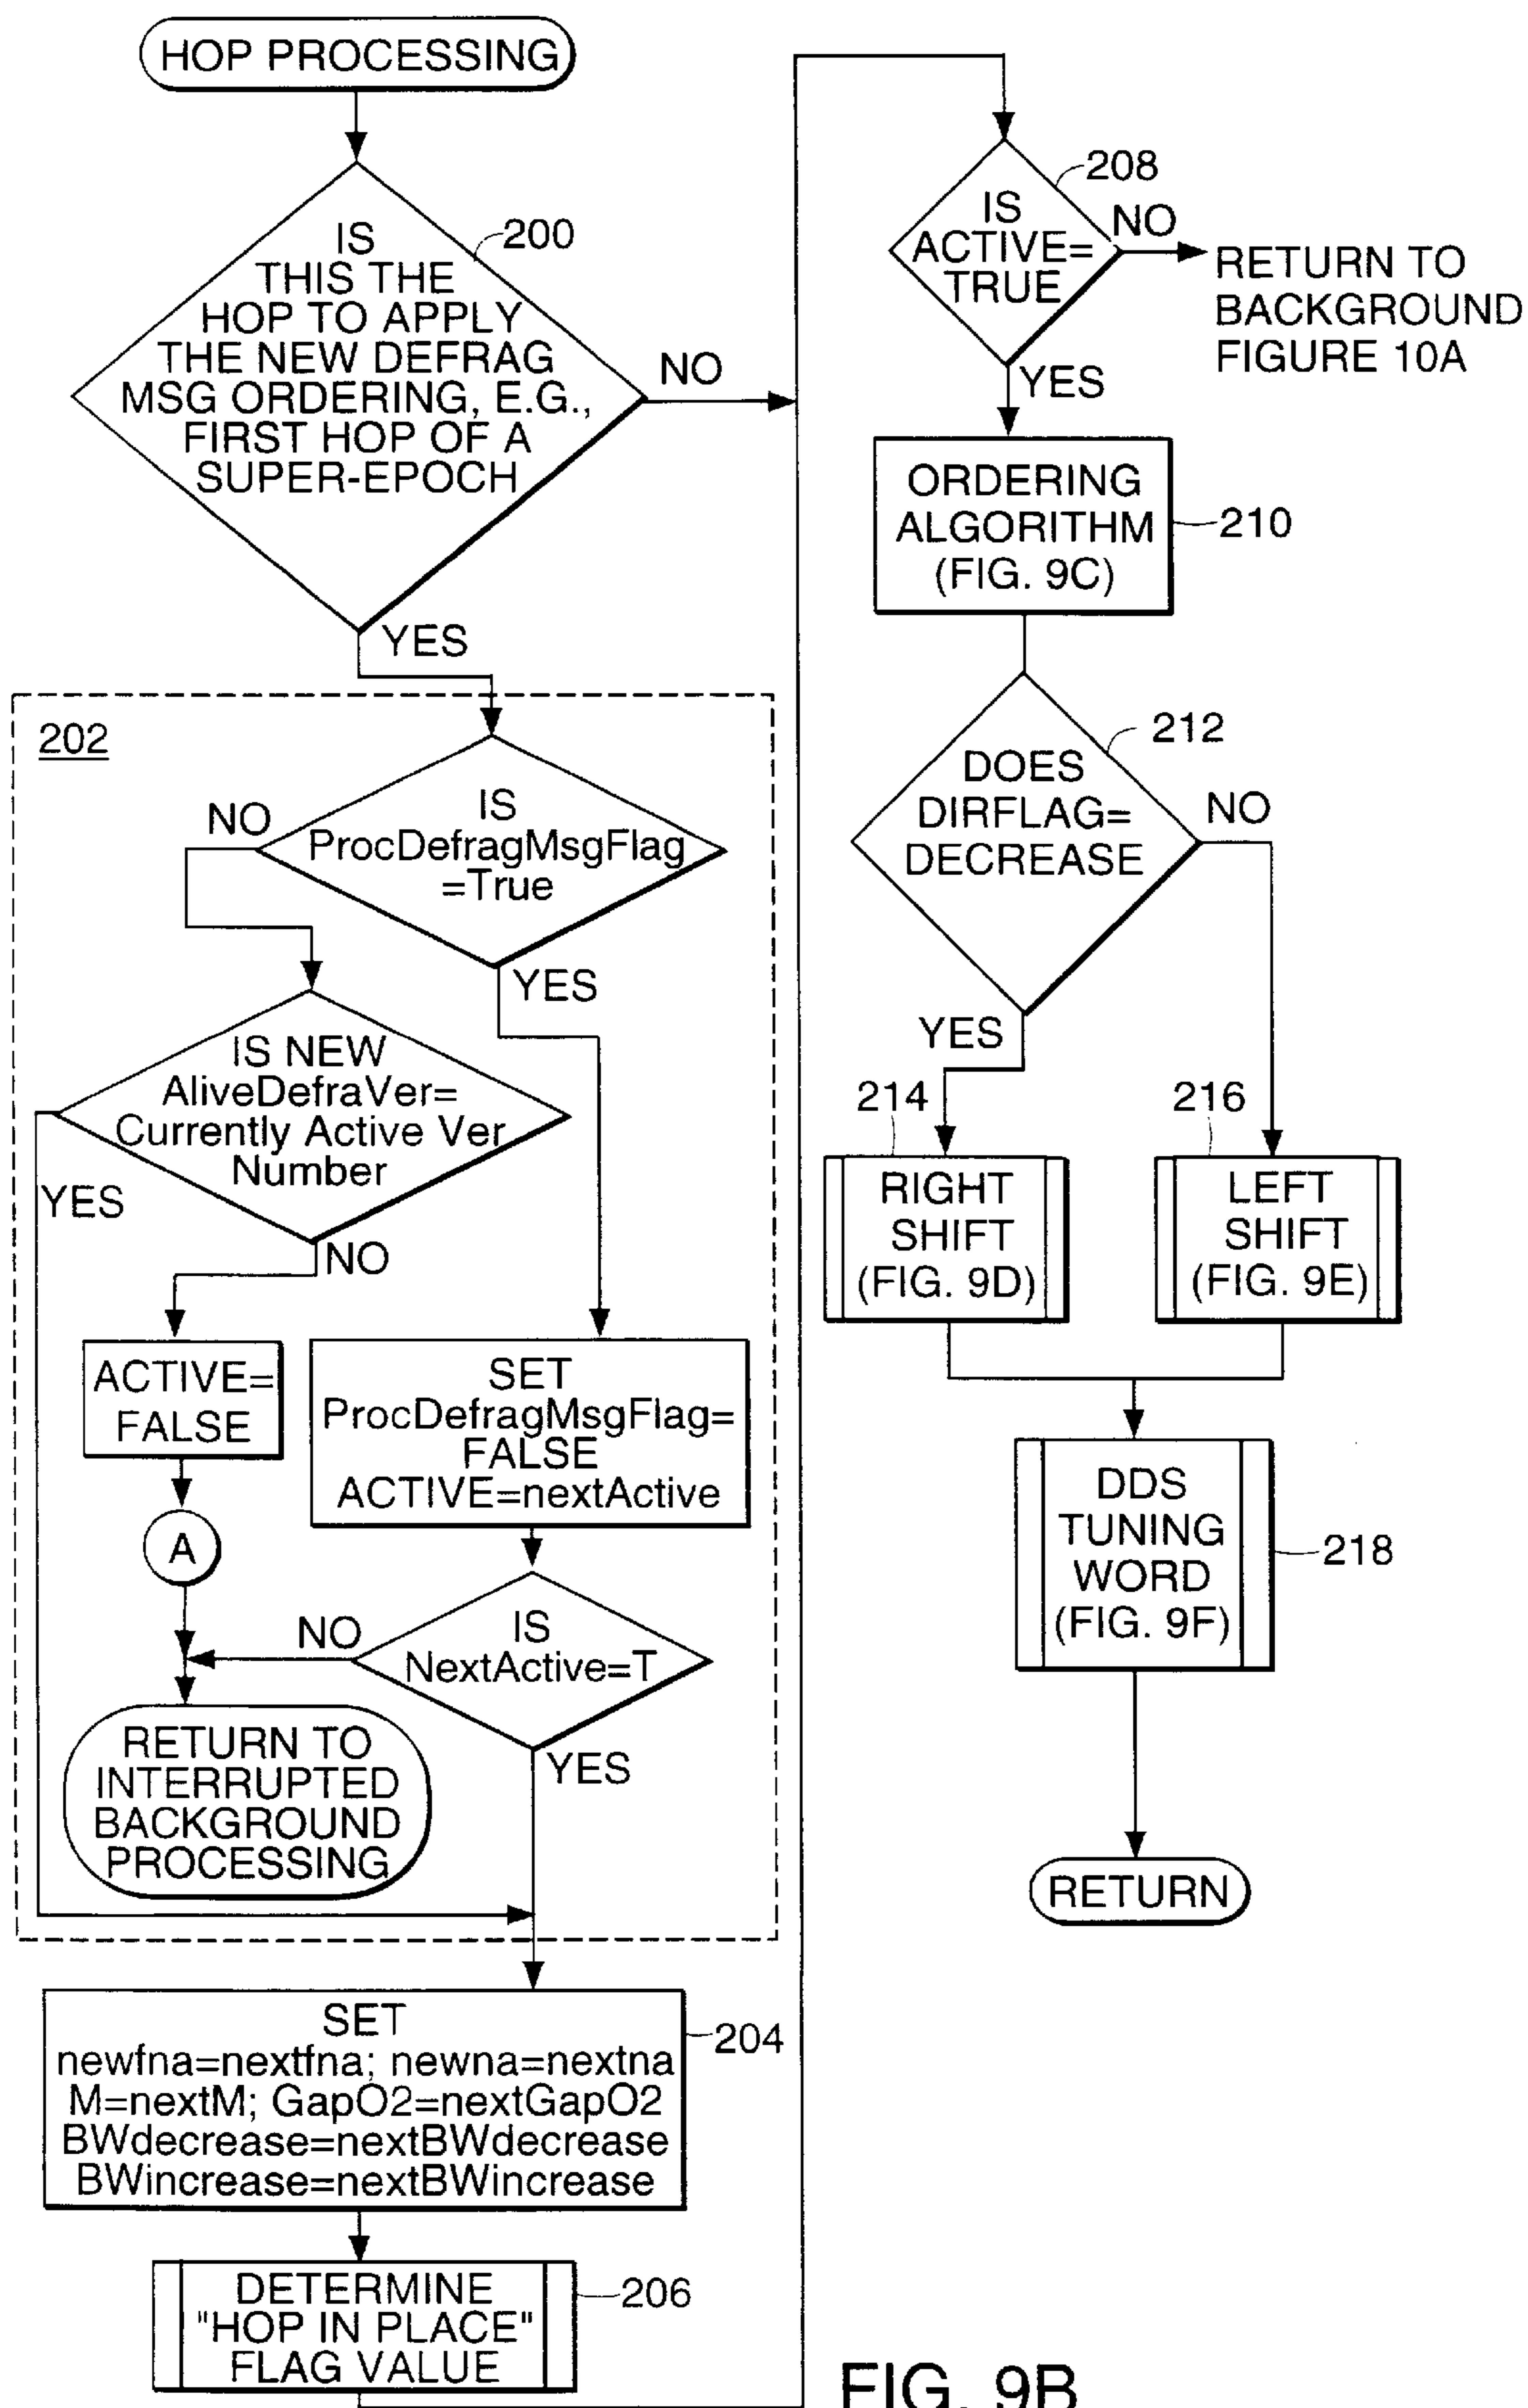 HOP PROCESSING
IS
THIS THE
HOP TO APPLY
THE NEW DEFRAG
MSG ORDERING, E.G.,
FIRST HOP OF A
SUPER-EPOCH
200
NO
YES
202
IS
ProcDefragMsgFlag
=True
NO
YES
IS NEW
AliveDefraVer=
Currently Active Ver
Number
YES
NO
ACTIVE=
FALSE
SET
ProcDefragMsgFlag=
FALSE
ACTIVE=nextActive
A
IS
NextActive=T
NO
YES
RETURN TO
INTERRUPTED
BACKGROUND
PROCESSING
SET
newfna=nextfna; newna=nextna
M=nextM; GapO2=nextGapO2
BWdecrease=nextBWdecrease
BWincrease=nextBWincrease
204
DETERMINE
"HOP IN PLACE"
FLAG VALUE
206
IS
ACTIVE=
TRUE
208
NO
RETURN TO
BACKGROUND
FIGURE 10A
YES
ORDERING
ALGORITHM
(FIG. 9C)
210
DOES
DIRFLAG=
DECREASE
212
NO
YES
214
RIGHT
SHIFT
(FIG. 9D)
216
LEFT
SHIFT
(FIG. 9E)
DDS
TUNING
WORD
(FIG. 9F)
218
RETURN
FIG. 9B